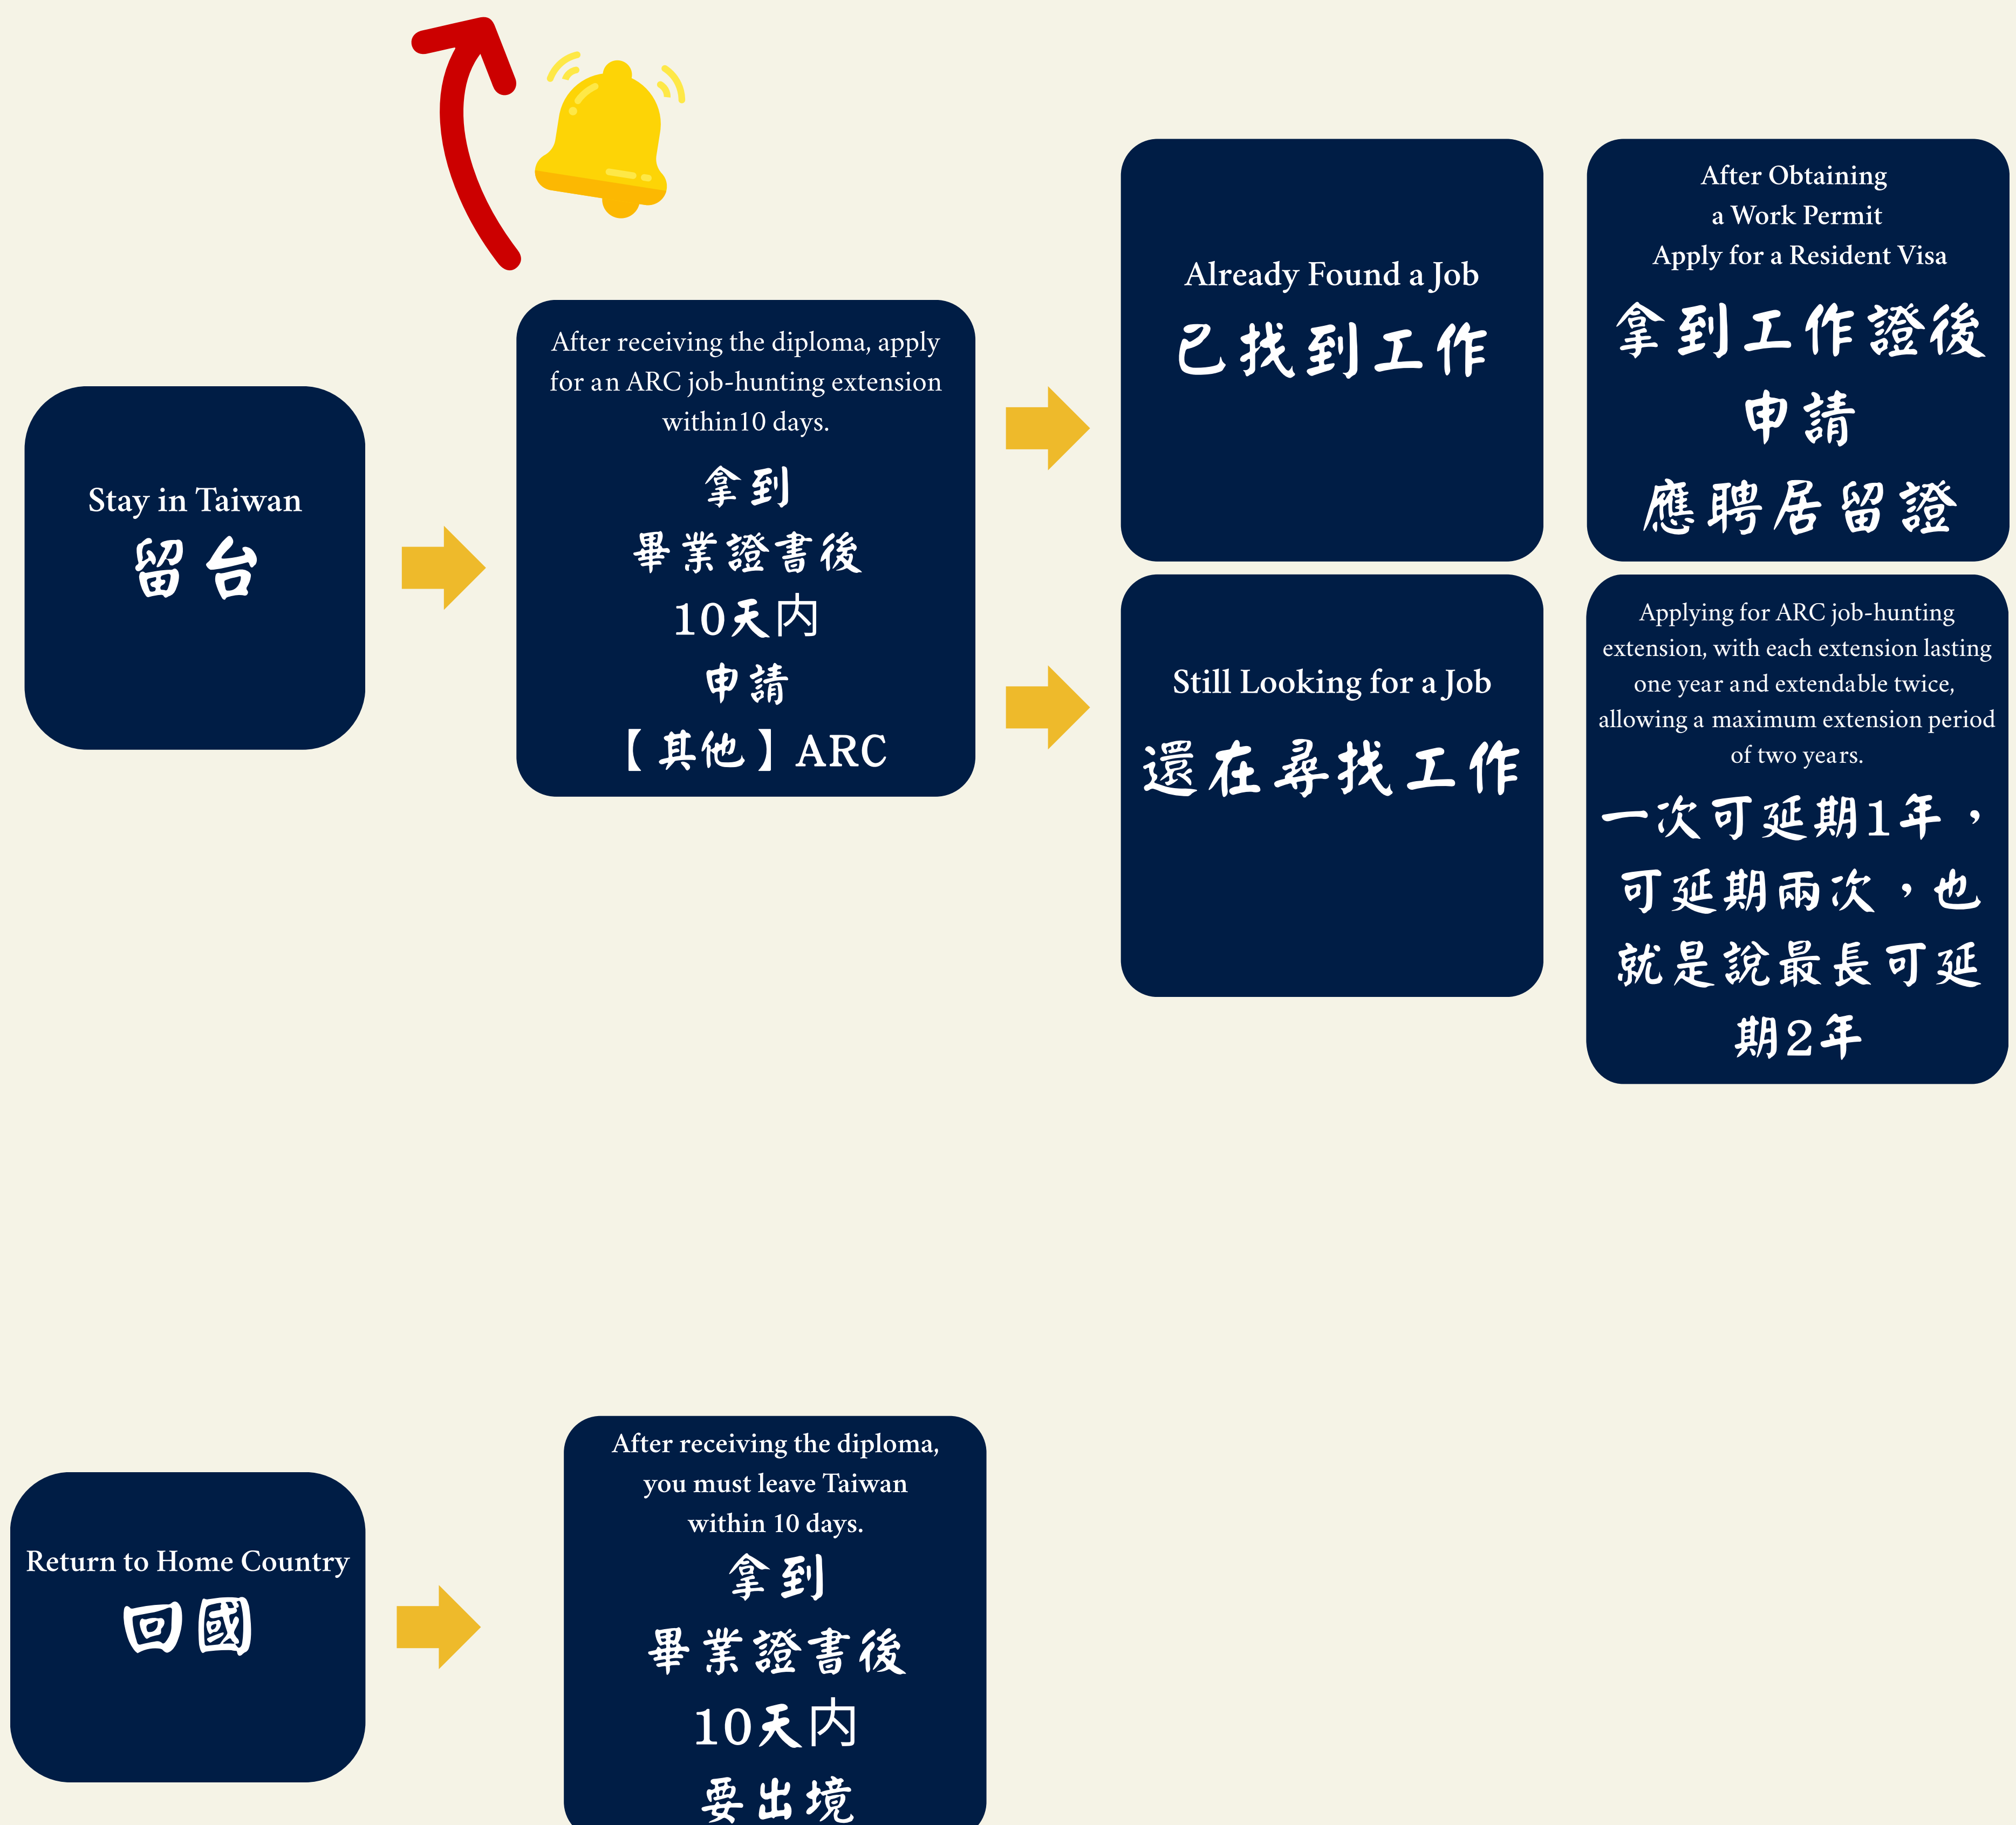 Stay in Taiwan
留台
After receiving the diploma, apply
for an ARC job-hunting extension
within10 days.
拿到
畢業證書後
10天内
申請
【其他】ARC
Already Found a Job
已找到工作
After Obtaining
a Work Permit
Apply for a Resident Visa
拿到工作證後
申請
應聘居留證
Still Looking for a Job
還在尋找工作
Applying for ARC job-hunting
extension, with each extension lasting
one year and extendable twice,
allowing a maximum extension period
of two years.
一次可延期1年，
可延期兩次，也
就是說最長可延
期2年
Return to Home Country
回國
After receiving the diploma,
you must leave Taiwan
within 10 days.
拿到
畢業證書後
10天内
要出境